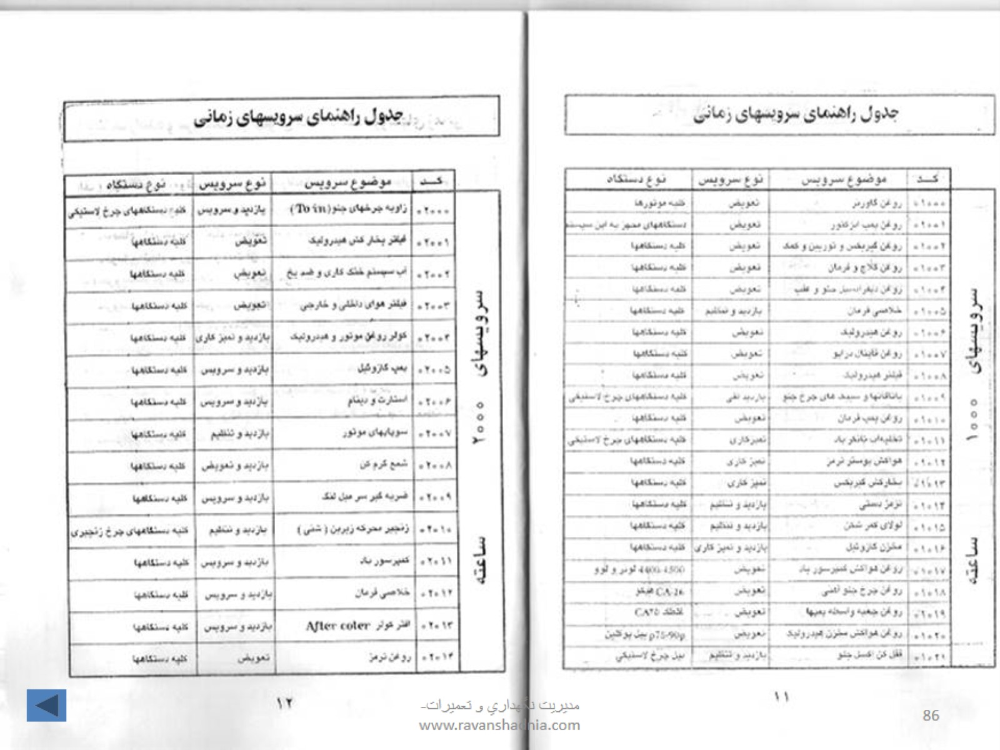 جدول راهنمای سرویسهای زمانی
کـد موضوع سرویس نوع سرویس نوع دستگاه
۰۱۰۰۰ روغن گاورنر تعویض کلیه موتورها
۰۱۰۰۱ روغن پمپ انژکتور تعویض دستگاههای مجهز به این سیستم
۰۱۰۰۲ روغن گیربکس و توربین و کمک تعویض کلیه دستگاهها
۰۱۰۰۳ روغن کلاچ و فرمان تعویض کلیه دستگاهها
۰۱۰۰۴ روغن دیفرانسیل جلو و عقب تعویض کلیه دستگاهها
۰۱۰۰۵ خلاصی فرمان بازدید و تنظیم کلیه دستگاهها
۰۱۰۰۶ روغن هیدرولیک تعویض کلیه دستگاهها
۰۱۰۰۷ روغن فاینال درایو تعویض کلیه دستگاهها
۰۱۰۰۸ فیلتر هیدرولیک تعویض کلیه دستگاهها
۰۱۰۰۹ یاتاقانها و سیبک های چرخ جلو بازدید فنی کلیه دستگاههای چرخ لاستیکی
۰۱۰۱۰ روغن پمپ فرمان تعویض کلیه دستگاهها
۰۱۰۱۱ تخلیه‌آب تانکر باد تمیزکاری کلیه دستگاههای چرخ لاستیکی
۰۱۰۱۲ هواکش بوستر ترمز تمیز کاری کلیه دستگاهها
۰۱۰۱۳ بخارکش گیربکس تمیز کاری کلیه دستگاهها
۰۱۰۱۴ ترمز دستی بازدید و تنظیم کلیه دستگاهها
۰۱۰۱۵ لولای کمر شکن بازدید و تنظیم کلیه دستگاهها
۰۱۰۱۶ مخزن گازوئیل بازدید و تمیز کاری کلیه دستگاهها
۰۱۰۱۷ روغن هواکش کمپرسور باد تعویض 4400-4500 لودر و
۰۱۰۱۸ روغن چرخ جلو آهنی تعویض CA-26 هپکو
۰۱۰۱۹ روغن جعبه واسطه پمپها تعویض غلطک CA۲۵
۰۱۰۲۰ روغن هواکش مخزن هیدرولیک تعویض p75-90p بیل پوکلین
۰۱۰۲۱ قفل کن اکسل جلو بازدید و تنظیم بیل چرخ لاستیکی
سرویسهای ۱۰۰۰ ساعته
۱۱
جدول راهنمای سرویسهای زمانی
کـد موضوع سرویس نوع سرویس نوع دستگاه
۰۲۰۰۰ زاویه چرخهای جلو (To in) بازدید و سرویس کلیه دستگاههای چرخ لاستیکی
۰۲۰۰۱ فیلتر بخار کش هیدرولیک تعویض کلیه دستگاهها
۰۲۰۰۲ آب سیستم خنک کاری و ضد یخ تعویض کلیه دستگاهها
۰۲۰۰۳ فیلتر هوای داخلی و خارجی تعویض کلیه دستگاهها
۰۲۰۰۴ کولر روغن موتور و هیدرولیک بازدید و تمیز کاری کلیه دستگاهها
۰۲۰۰۵ پمپ گازوئیل بازدید و سرویس کلیه دستگاهها
۰۲۰۰۶ استارت و دینام بازدید و سرویس کلیه دستگاهها
۰۲۰۰۷ سوپاپهای موتور بازدید و تنظیم کلیه دستگاهها
۰۲۰۰۸ شمع گرم کن بازدید و تعویض کلیه دستگاهها
۰۲۰۰۹ ضربه گیر سر میل لنگ بازدید و سرویس کلیه دستگاهها
۰۲۰۱۰ زنجیر محرکه زیرین (شنی) بازدید و تنظیم کلیه دستگاههای چرخ زنجیری
۰۲۰۱۱ کمپرسور باد بازدید و سرویس کلیه دستگاهها
۰۲۰۱۲ خلاصی فرمان بازدید و سرویس کلیه دستگاهها
۰۲۰۱۳ افتر کولر After coler بازدید و سرویس کلیه دستگاهها
۰۲۰۱۴ روغن ترمز تعویض کلیه دستگاهها
سرویسهای ۲۰۰۰ ساعته
۱۲
مدیریت نگهداري و تعمیرات-
www.ravanshadnia.com
86